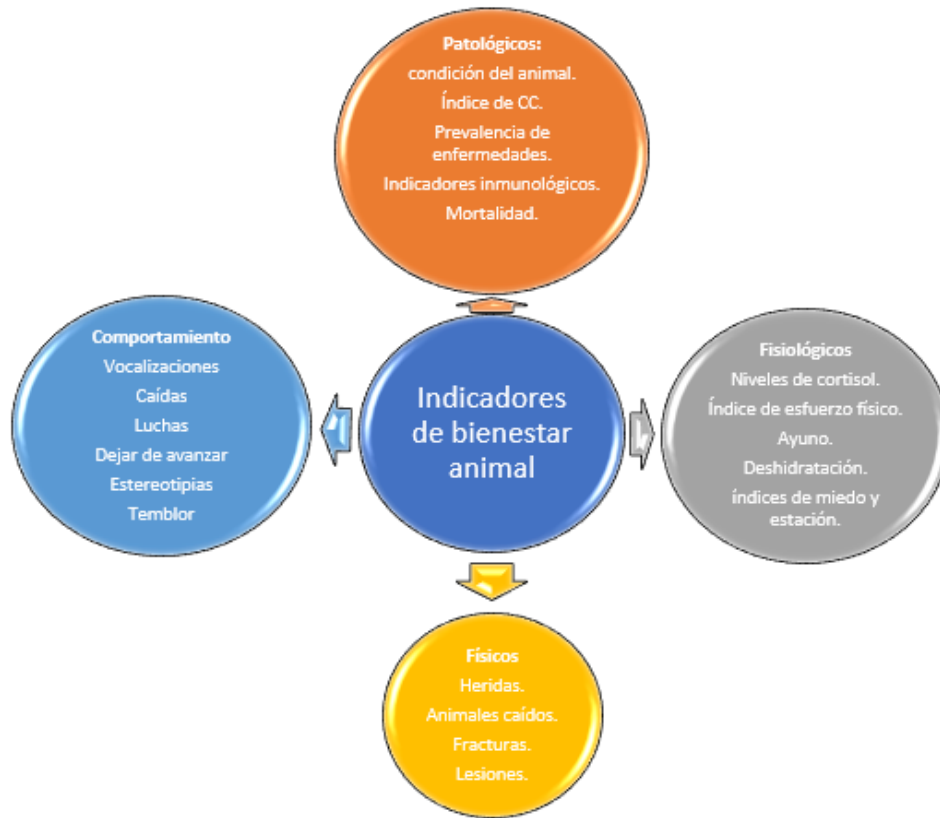 Patológicos:
condición del animal.
Índice de CC.
Prevalencia de
enfermedades.
Indicadores inmunológicos.
Mortalidad.
Comportamiento
Vocalizaciones
Caídas
Luchas
Dejar de avanzar
Estereotipias
Temblor
Indicadores
de bienestar
animal
Fisiológicos
Niveles de cortisol.
Índice de esfuerzo físico.
Ayuno.
Deshidratación.
índices de miedo y
estación.
Físicos
Heridas.
Animales caídos.
Fracturas.
Lesiones.